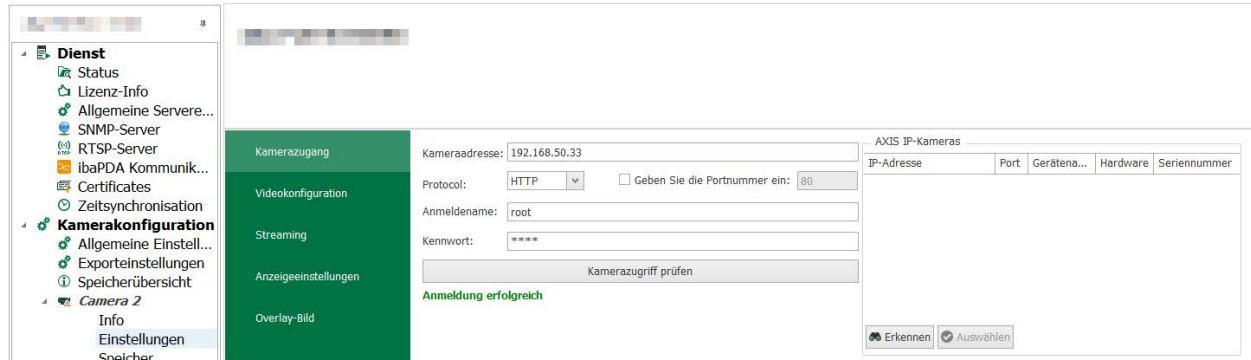 Dienst
Status
Lizenz-Info
Allgemeine Servere...
SNMP-Server
RTSP-Server
ibaPDA Kommunik...
Certificates
Zeitsynchronisation
Kamerakonfiguration
Allgemeine Einstell...
Exporteinstellungen
Speicherübersicht
Camera 2
Info
Einstellungen
Speicher
Kamerazugang
Videokonfiguration
Streaming
Anzeigeeinstellungen
Overlay-Bild
Kameraadresse: 192.168.50.33
Protocol: HTTP Geben Sie die Portnummer ein: 80
Anmeldename: root
Kennwort: ****
Kamerazugriff prüfen
Anmeldung erfolgreich
AXIS IP-Kameras
IP-Adresse Port Gerätena... Hardware Seriennummer
Erkennen Auswählen